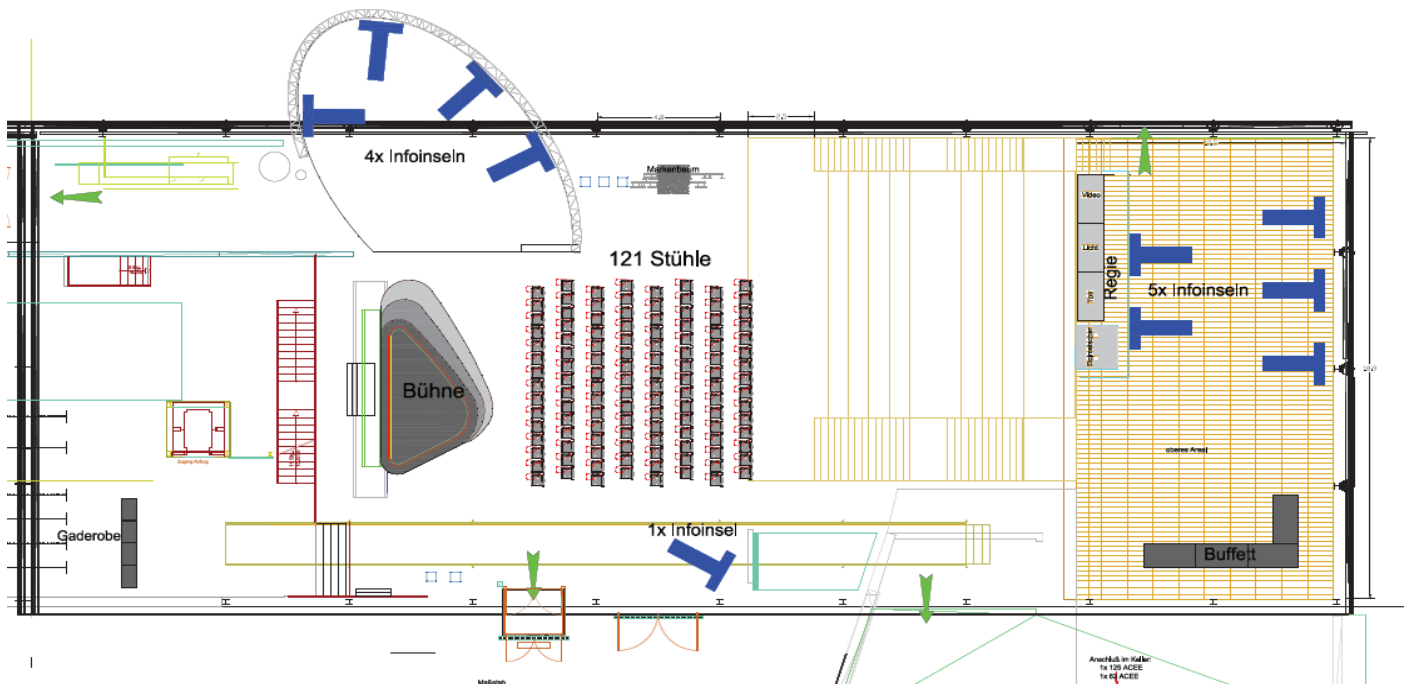 4x Infoinseln
Markenbaum
121 Stühle
Video
Licht
Ton
Regie
5x Infoinseln
Bühne
oberes Areal
1x Infoinsel
Gaderobe
Buffett
Anschluß im Keller:
1x 125 ACEE
1x 63 ACEE
Maßstab